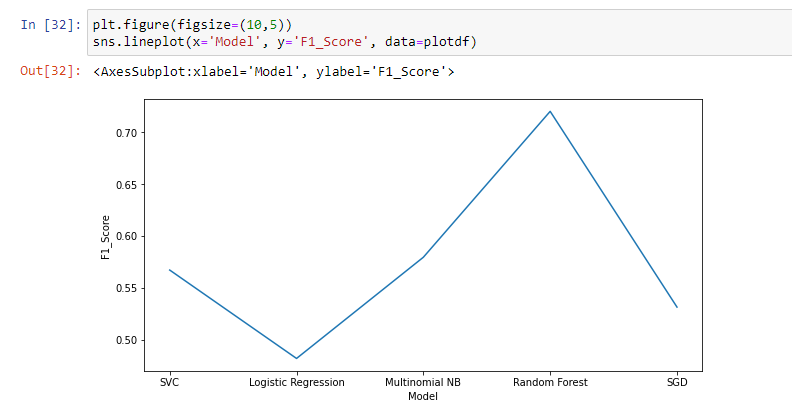 In [32]: plt.figure(figsize=(10,5))
sns.lineplot(x='Model', y='F1_Score', data=plotdf)
Out[32]: <AxesSubplot:xlabel='Model', ylabel='F1_Score'>
0.70
0.65
0.60
0.55
0.50
F1_Score
SVC Logistic Regression Multinomial NB Random Forest SGD
Model